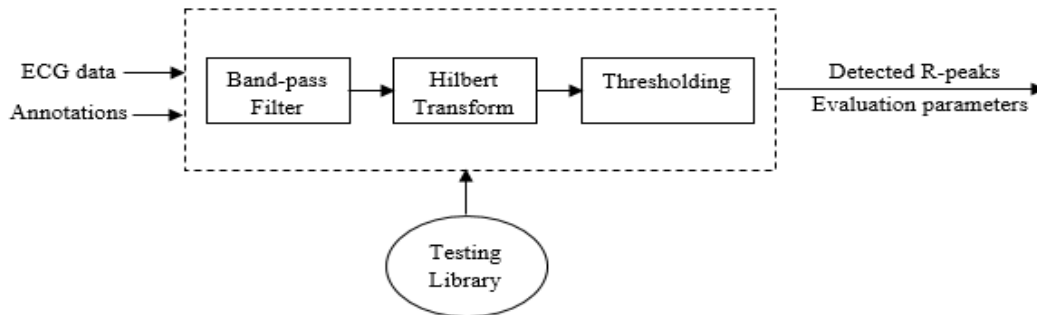 ECG data
Annotations
Band-pass
Filter
Hilbert
Transform
Thresholding
Detected R-peaks
Evaluation parameters
Testing
Library